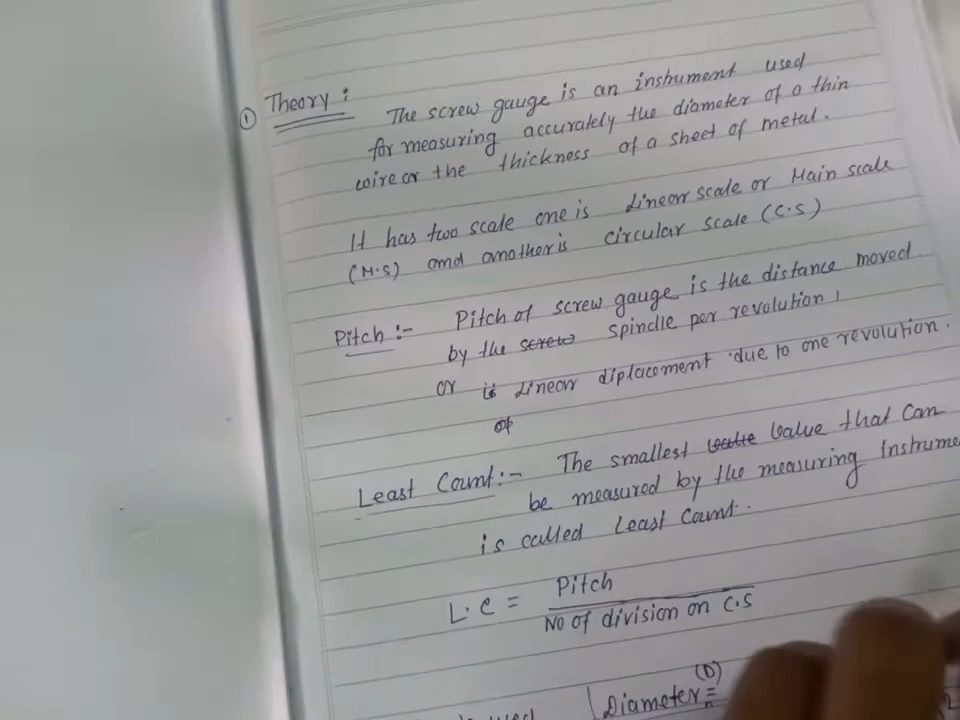 ① Theory :
The screw gauge is an instrument used
for measuring accurately the diameter of a thin
wire or the thickness of a sheet of metal.
It has two scale one is Linear scale or Main scale
(M.S) and another is circular scale (C.S)
Pitch :- Pitch of screw gauge is the distance moved
by the screw spindle per revolution,
or is Linear diplacement due to one revolution.
of
Least Count :- The smallest value Value that can
be measured by the measuring Instrume
is called Least Count.
L.C = Pitch
No of division on C.S
Diameter (D) =